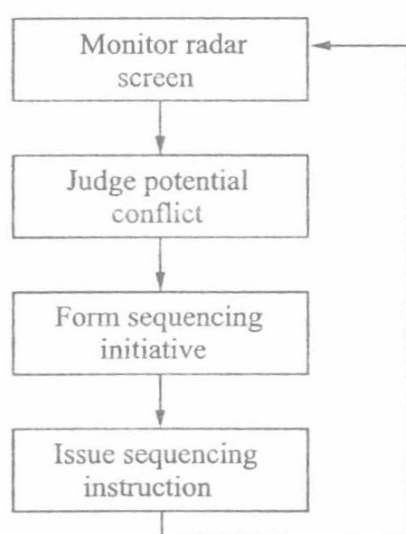 Monitor radar
screen
Judge potential
conflict
Form sequencing
initiative
Issue sequencing
instruction